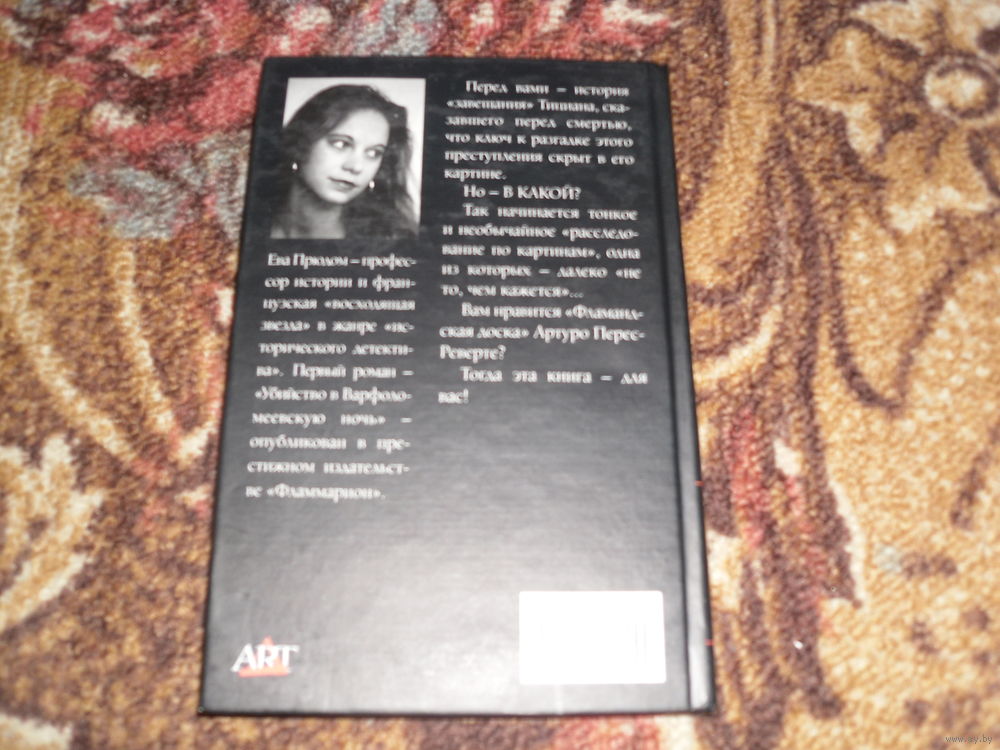 Ева Прюдом – профес-
сор истории и фран-
цузская «восходящая
звезда» в жанре «ис-
торического детекти-
ва». Первый роман –
«Убийство в Варфоло-
меевскую ночь» –
опубликован в пре-
стижном издательст-
ве «Фламмарион».
Перед вами – история
«завещания» Тициана, ска-
завшего перед смертью,
что ключ к разгадке этого
преступления скрыт в его
картине.
Но – В КАКОЙ?
Так начинается тонкое
и необычайное «расследо-
вание по картинам», одна
из которых – далеко «не
то, чем кажется»...
Вам нравится «Фламанд-
ская доска» Артуро Перес-
Реверте?
Тогда эта книга – для
вас!
ART
www.ay.by